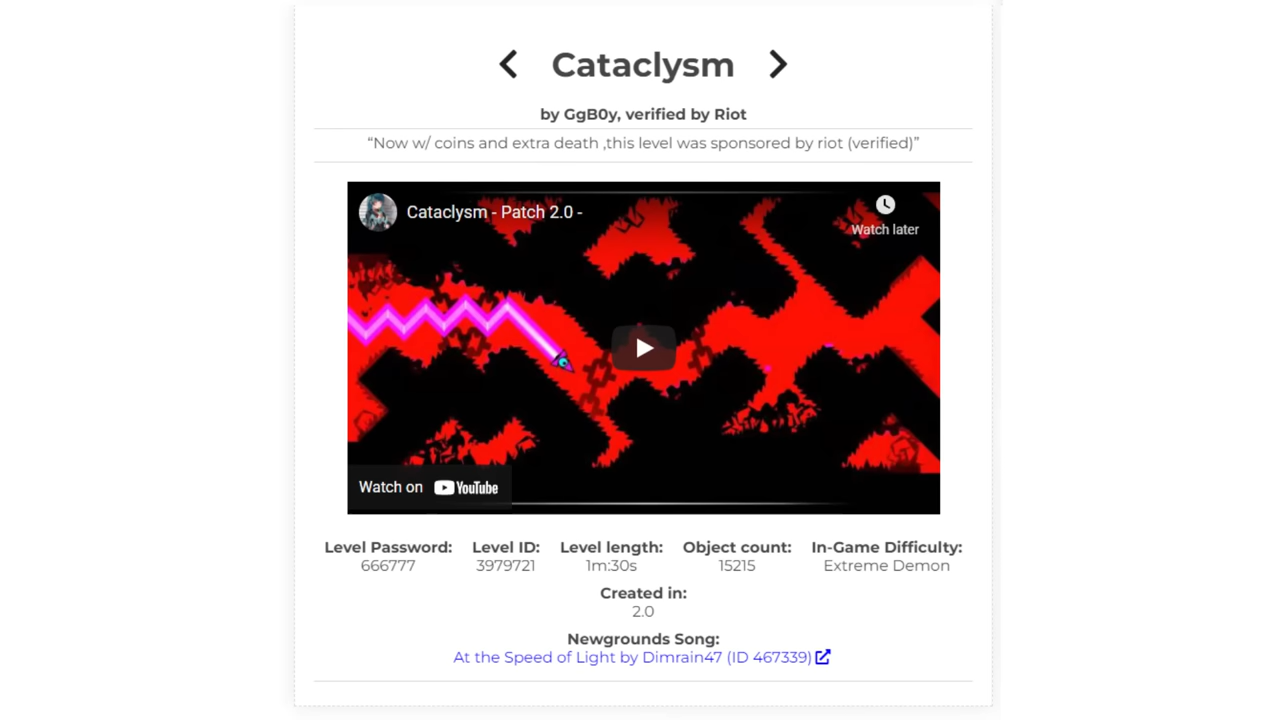 Cataclysm
by GgB0y, verified by Riot
“Now w/ coins and extra death ,this level was sponsored by riot (verified)”
Cataclysm - Patch 2.0 -
Watch later
Watch on YouTube
Level Password: Level ID: Level length: Object count: In-Game Difficulty:
666777 3979721 1m:30s 15215 Extreme Demon
Created in:
2.0
Newgrounds Song:
At the Speed of Light by Dimrain47 (ID 467339)